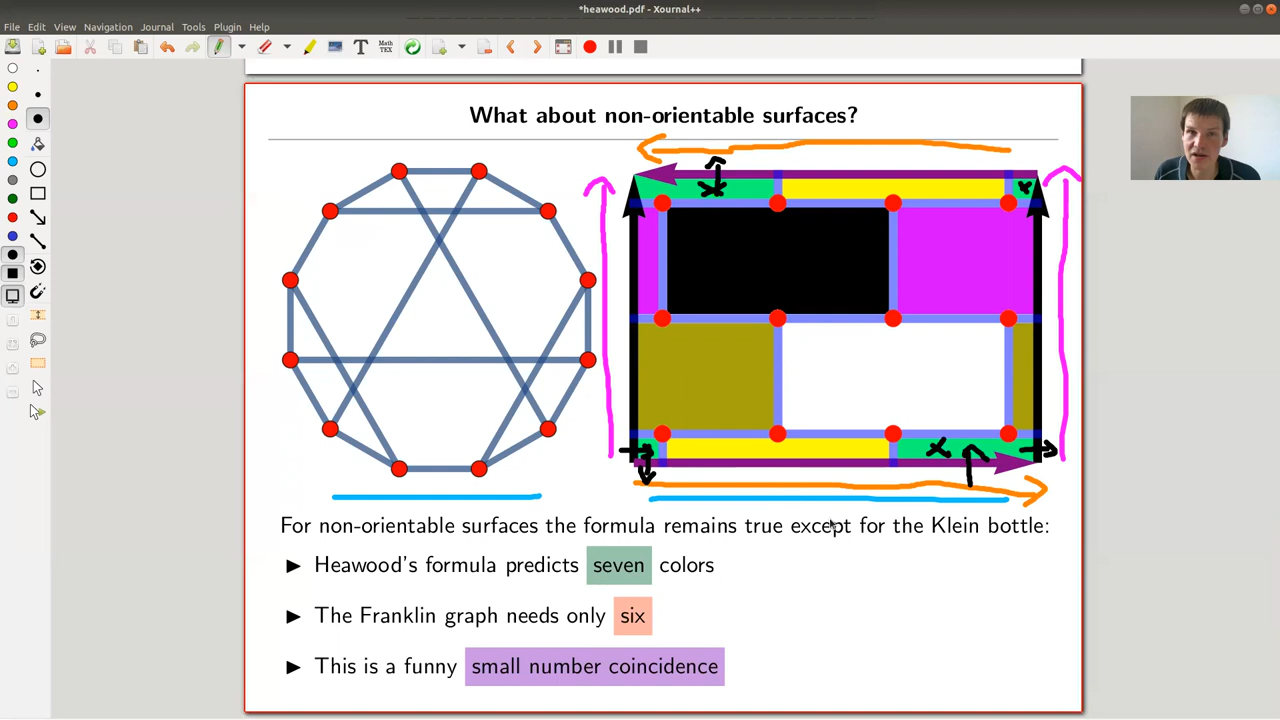 *heawood.pdf - Xournal++
File Edit View Navigation Journal Tools Plugin Help
T Math TEX
What about non-orientable surfaces?
x
x
x
For non-orientable surfaces the formula remains true except for the Klein bottle:
▶ Heawood's formula predicts seven colors
▶ The Franklin graph needs only six
▶ This is a funny small number coincidence